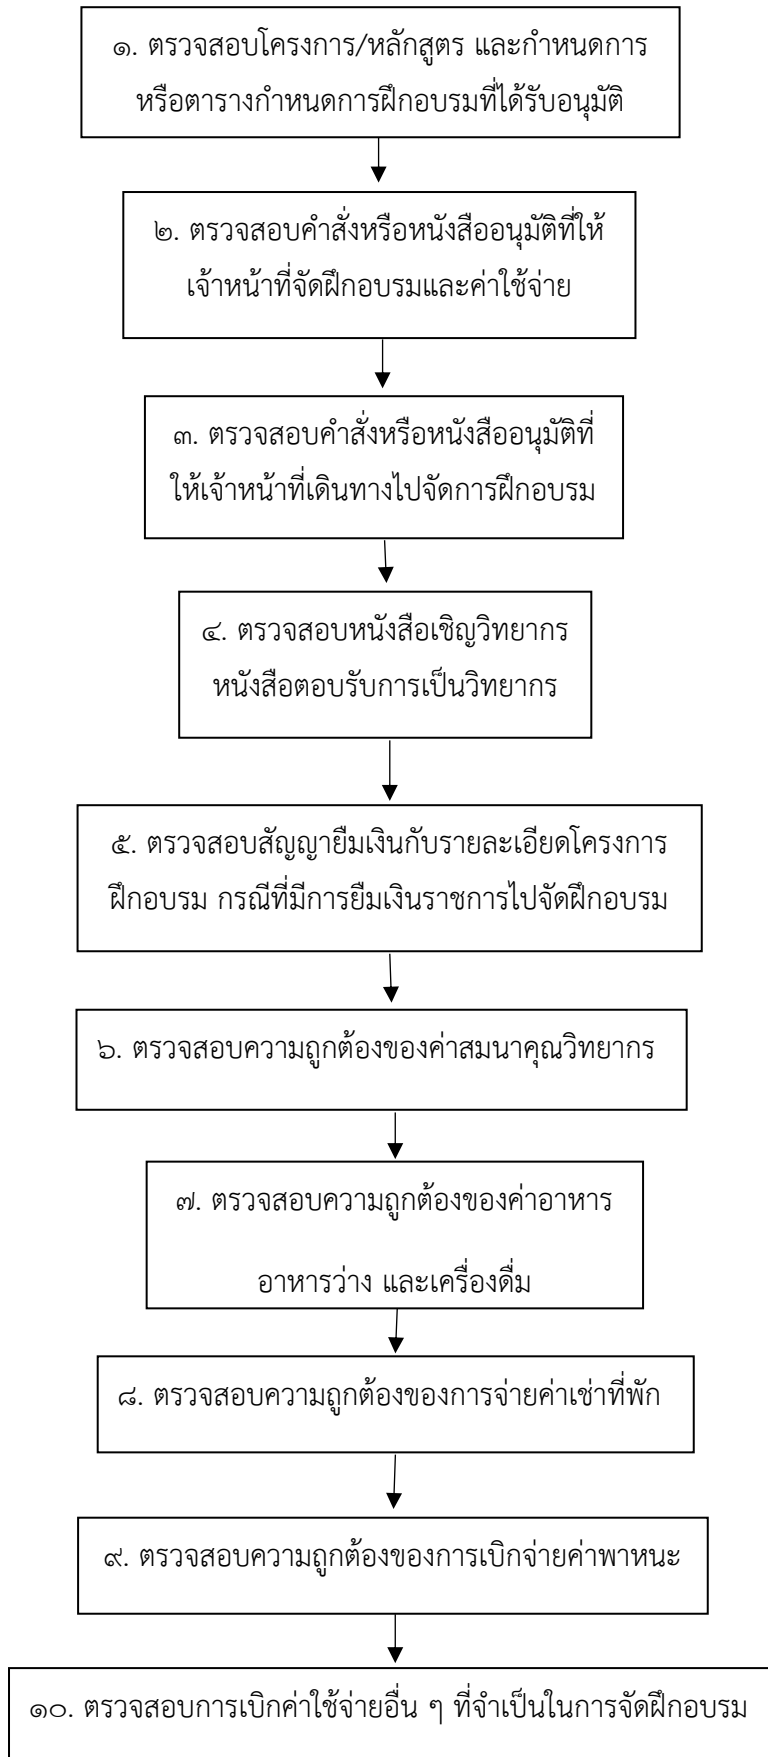 ๑. ตรวจสอบโครงการ/หลักสูตร และกำหนดการ
หรือตารางกำหนดการฝึกอบรมที่ได้รับอนุมัติ
๒. ตรวจสอบคำสั่งหรือหนังสืออนุมัติที่ให้
เจ้าหน้าที่จัดฝึกอบรมและค่าใช้จ่าย
๓. ตรวจสอบคำสั่งหรือหนังสืออนุมัติที่
ให้เจ้าหน้าที่เดินทางไปจัดการฝึกอบรม
๔. ตรวจสอบหนังสือเชิญวิทยากร
หนังสือตอบรับการเป็นวิทยากร
๕. ตรวจสอบสัญญายืมเงินกับรายละเอียดโครงการ
ฝึกอบรม กรณีที่มีการยืมเงินราชการไปจัดฝึกอบรม
๖. ตรวจสอบความถูกต้องของค่าสมนาคุณวิทยากร
๗. ตรวจสอบความถูกต้องของค่าอาหาร
อาหารว่าง และเครื่องดื่ม
๘. ตรวจสอบความถูกต้องของการจ่ายค่าเช่าที่พัก
๙. ตรวจสอบความถูกต้องของการเบิกจ่ายค่าพาหนะ
๑๐. ตรวจสอบการเบิกค่าใช้จ่ายอื่น ๆ ที่จำเป็นในการจัดฝึกอบรม